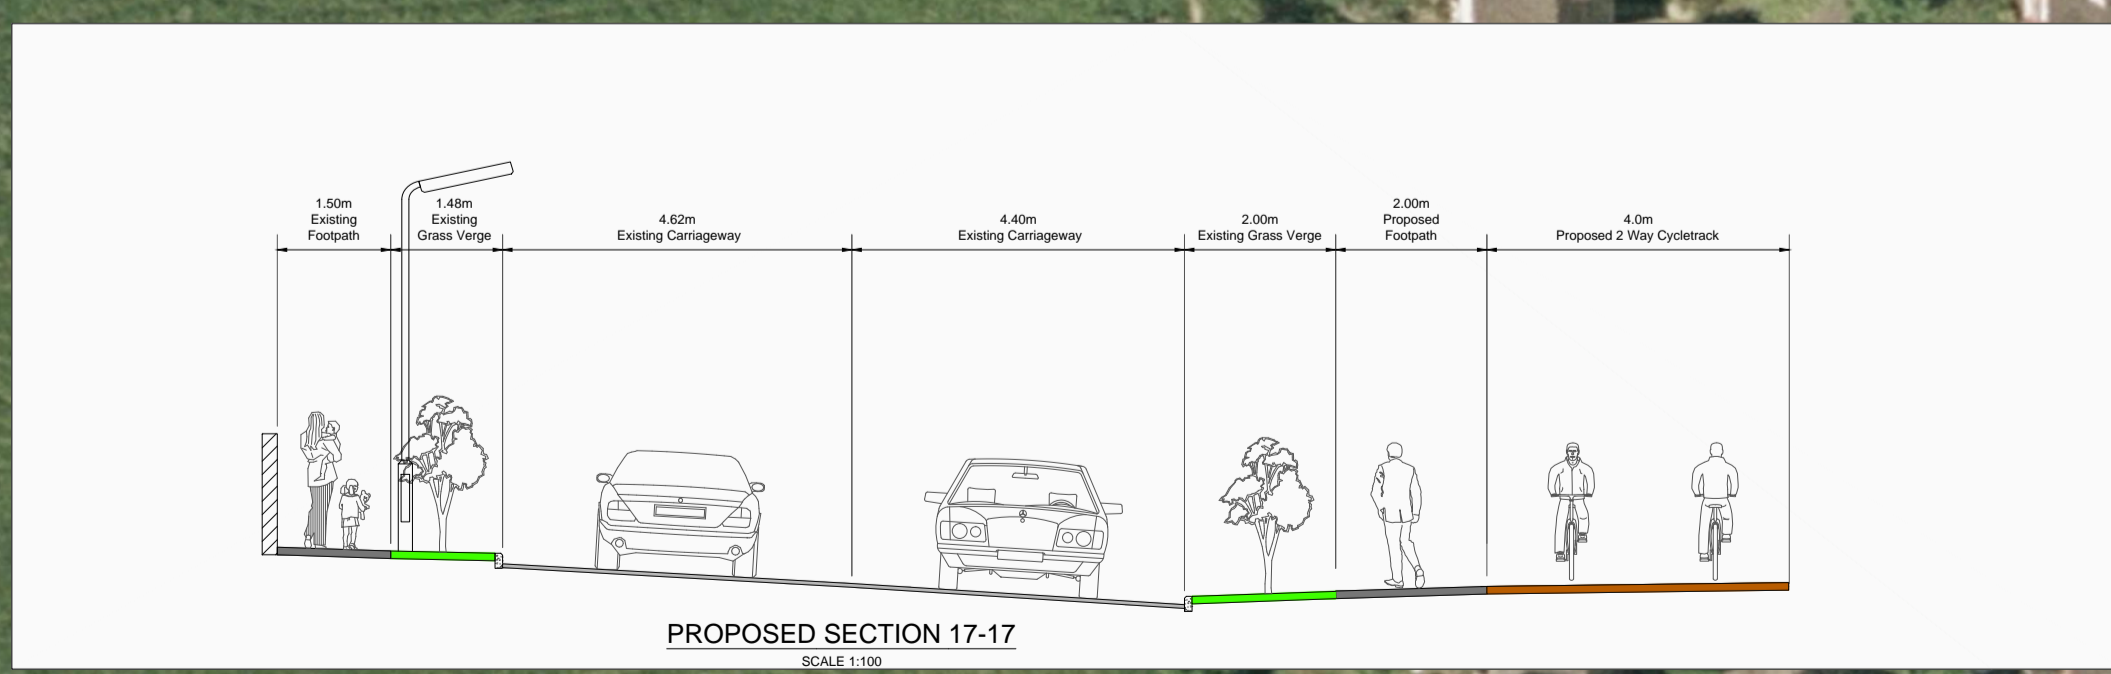 1.50m
Existing
Footpath
1.48m
Existing
Grass Verge
4.62m
Existing Carriageway
4.40m
Existing Carriageway
2.00m
Existing Grass Verge
2.00m
Proposed
Footpath
4.0m
Proposed 2 Way Cycletrack
PROPOSED SECTION 17-17
SCALE 1:100